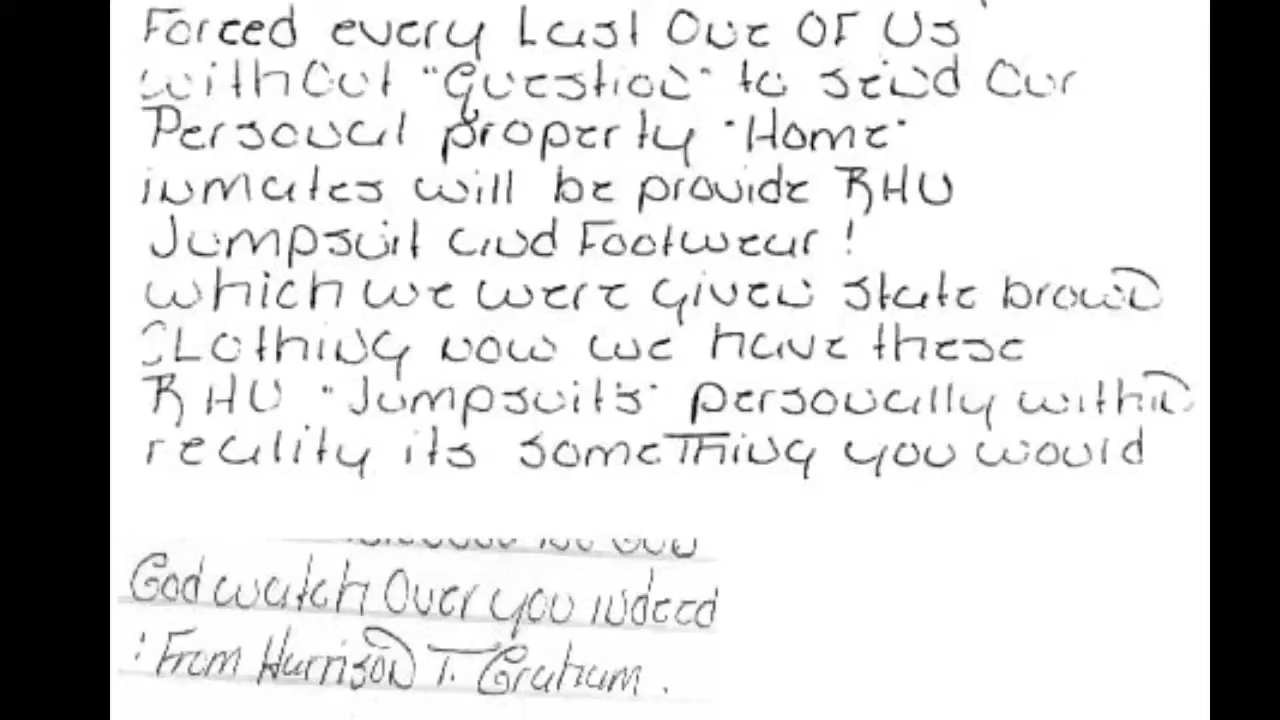 Forced every Last One OF Us
without "Question" to send Our
Personal property "Home"
inmates will be provide RHU
Jumpsuit and Footwear!
which we were given state brown
CLothing now we have these
RHU "Jumpsuits" personally within
reality its someThing you would
God watch Over you indeed
: From Harrison T. Graham.